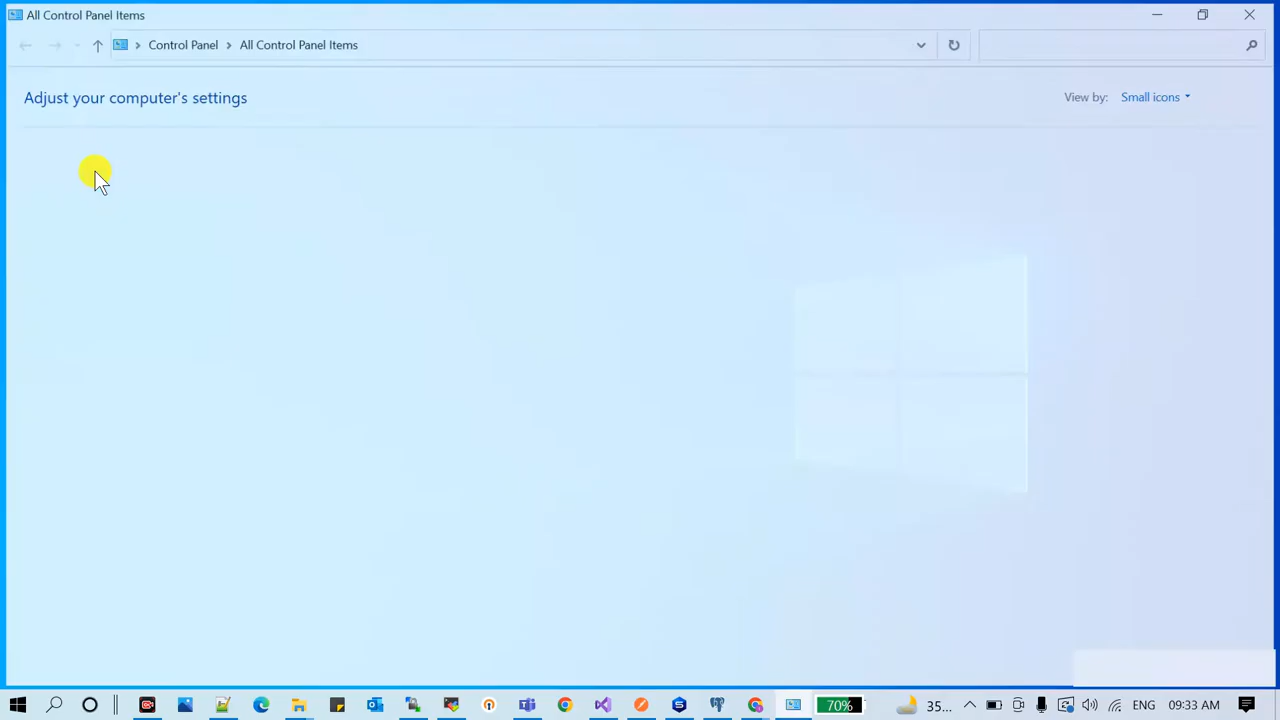 All Control Panel Items
Control Panel > All Control Panel Items
Adjust your computer's settings
View by: Small icons
70%
35...
ENG
09:33 AM